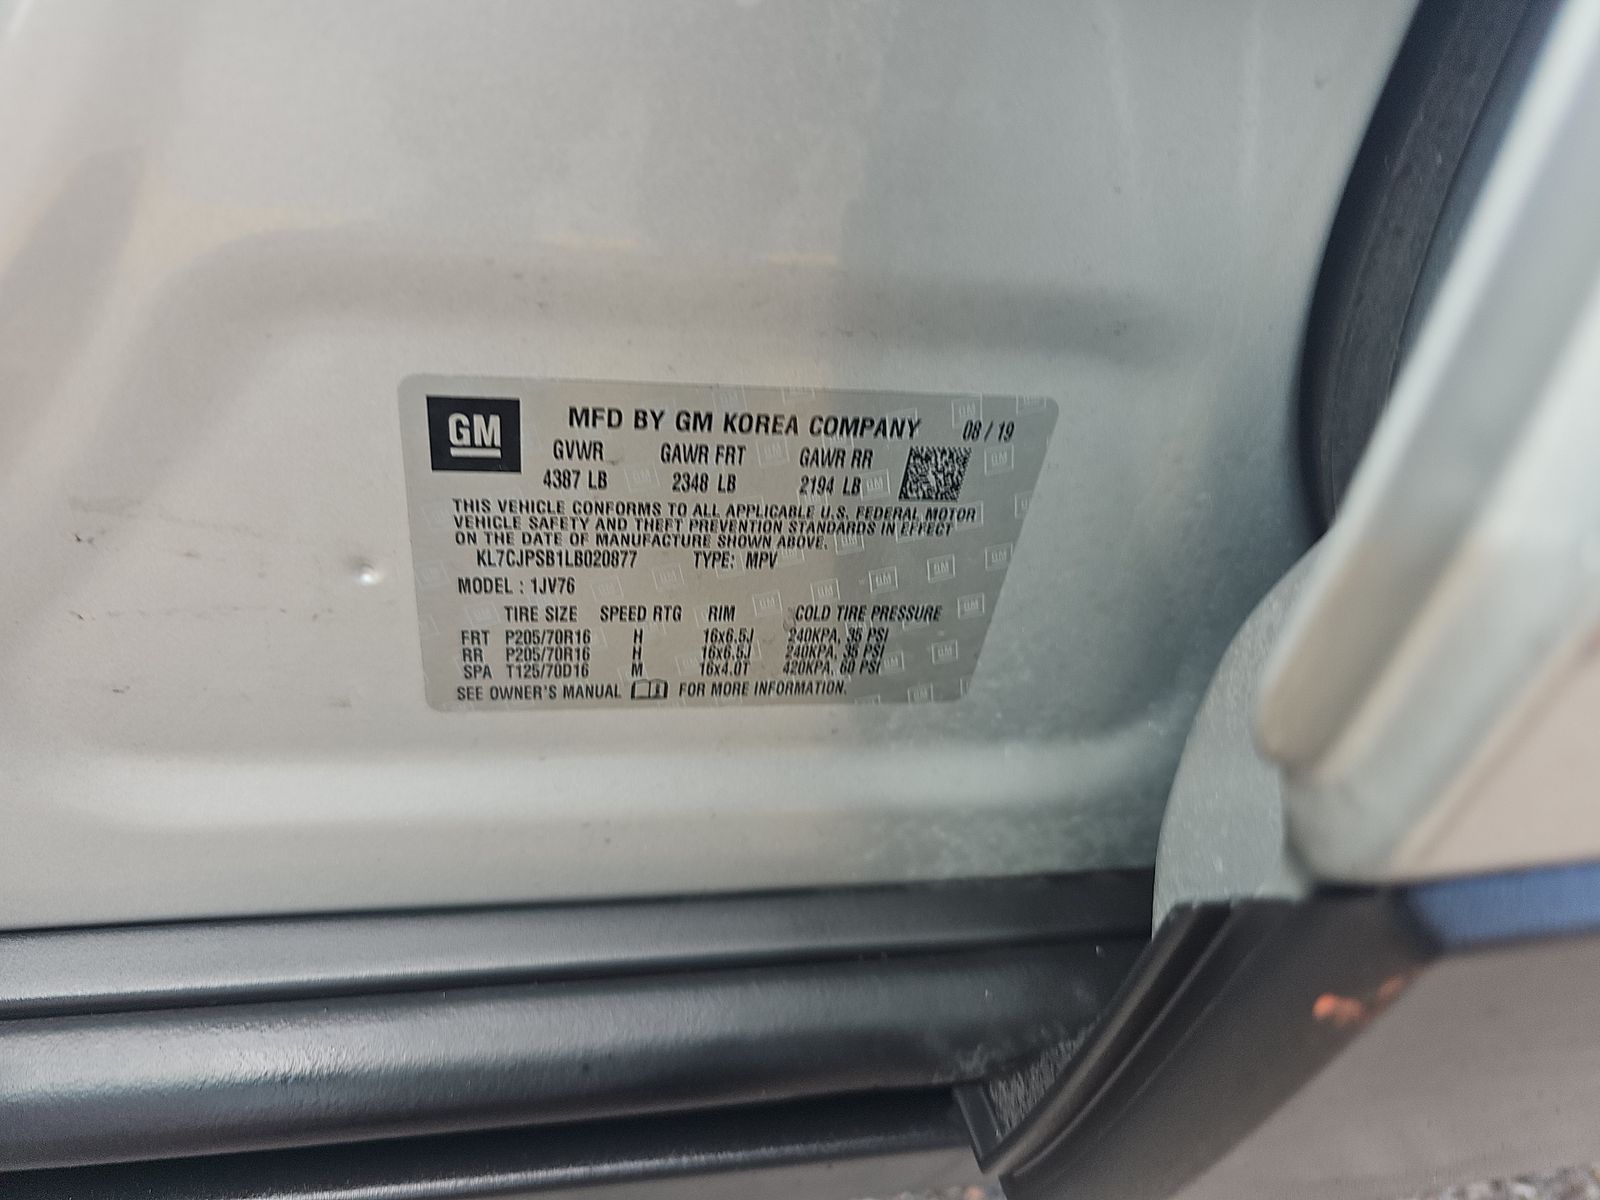 GM MFD BY GM KOREA COMPANY 08 / 19
GVWR GAWR FRT GAWR RR
4387 LB 2348 LB 2194 LB
THIS VEHICLE CONFORMS TO ALL APPLICABLE U.S. FEDERAL MOTOR
VEHICLE SAFETY AND THEFT PREVENTION STANDARDS IN EFFECT
ON THE DATE OF MANUFACTURE SHOWN ABOVE.
KL7CJPSB1LB020877 TYPE: MPV
MODEL : 1JV76
TIRE SIZE SPEED RTG RIM COLD TIRE PRESSURE
FRT P205/70R16 H 16x6.5J 240KPA, 35 PSI
RR P205/70R16 H 16x6.5J 240KPA, 35 PSI
SPA T125/70D16 M 16x4.0T 420KPA, 60 PSI
SEE OWNER'S MANUAL FOR MORE INFORMATION.